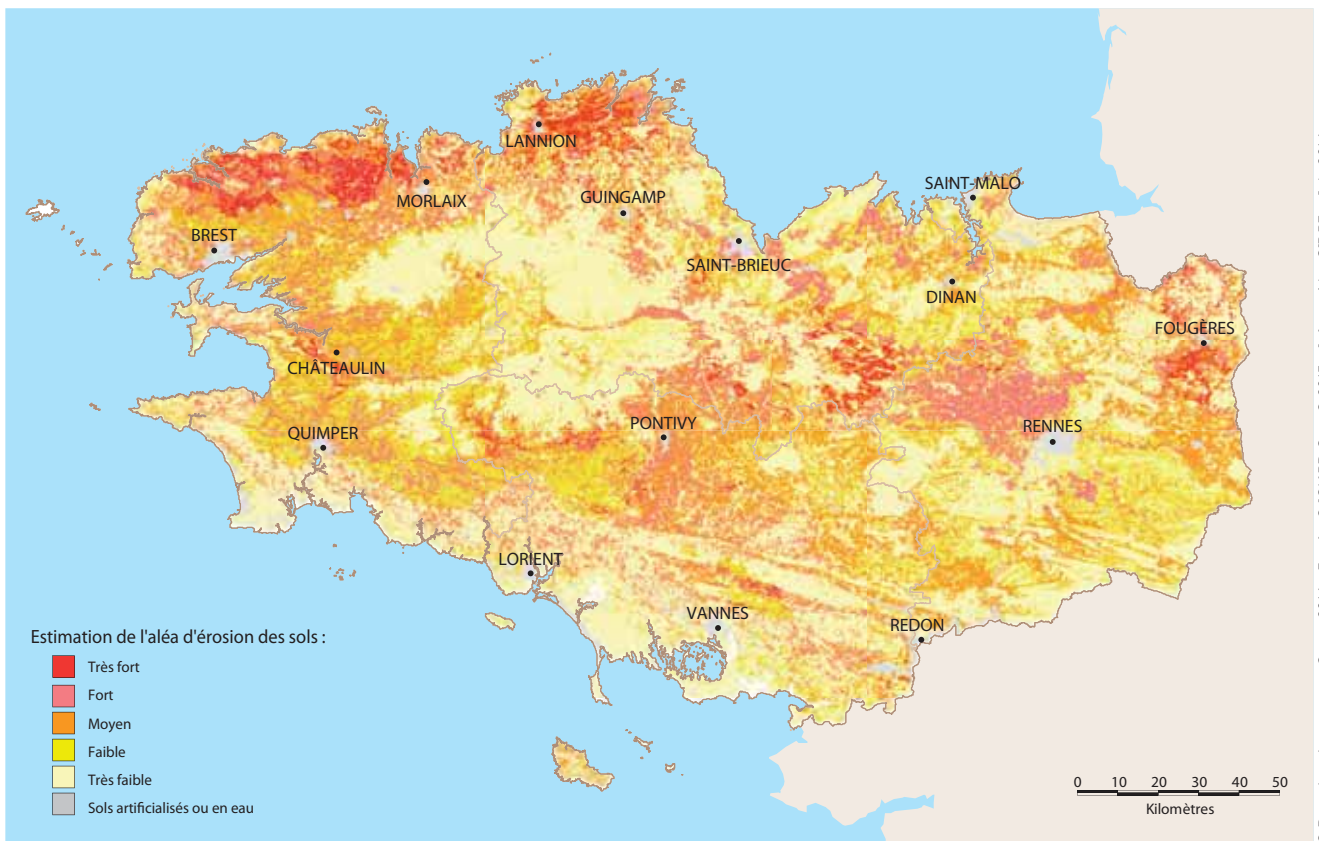 LANNION
SAINT-MALO
MORLAIX
GUINGAMP
BREST
SAINT-BRIEUC
DINAN
FOUGÈRES
CHÂTEAULIN
PONTIVY
RENNES
QUIMPER
LORIENT
VANNES
REDON
Estimation de l'aléa d'érosion des sols :
Très fort
Fort
Moyen
Faible
Très faible
Sols artificialisés ou en eau
0 10 20 30 40 50
Kilomètres